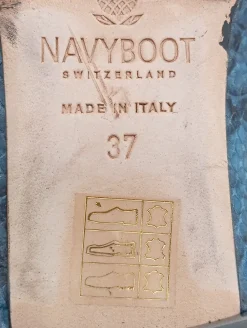 NAVYBOOT
SWITZERLAND
MADE IN ITALY
37